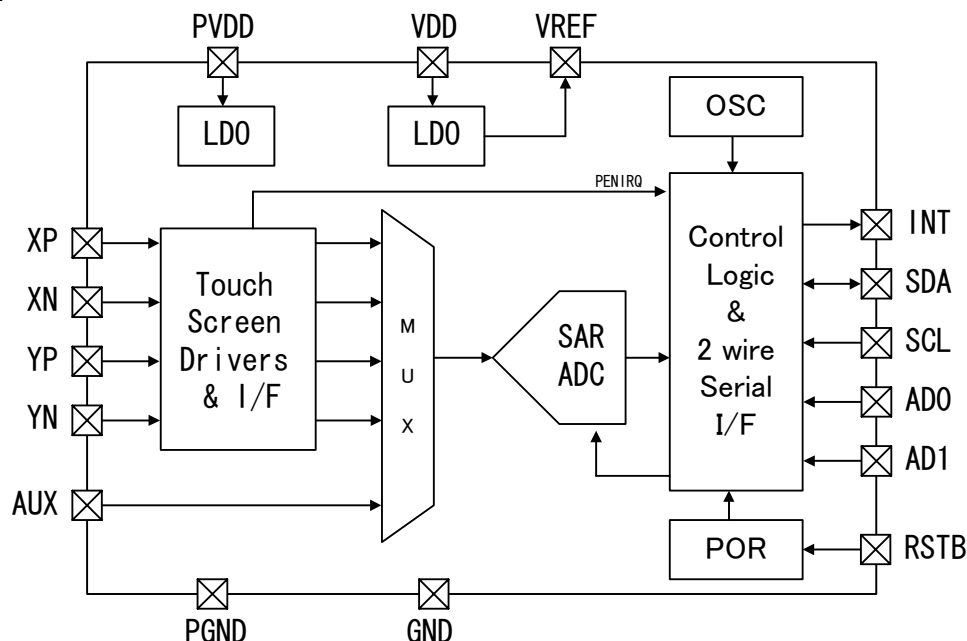 PVDD
VDD
VREF
LDO
LDO
OSC
PENIRQ
XP
XN
YP
YN
AUX
Touch
Screen
Drivers
& I/F
M
U
X
SAR
ADC
Control
Logic
&
2 wire
Serial
I/F
INT
SDA
SCL
AD0
AD1
POR
RSTB
PGND
GND